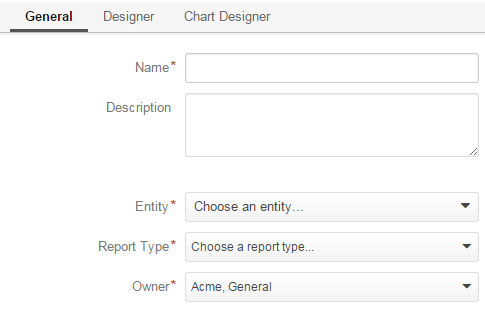 General Designer Chart Designer
Name*
Description
Entity* Choose an entity...
Report Type* Choose a report type...
Owner* Acme, General